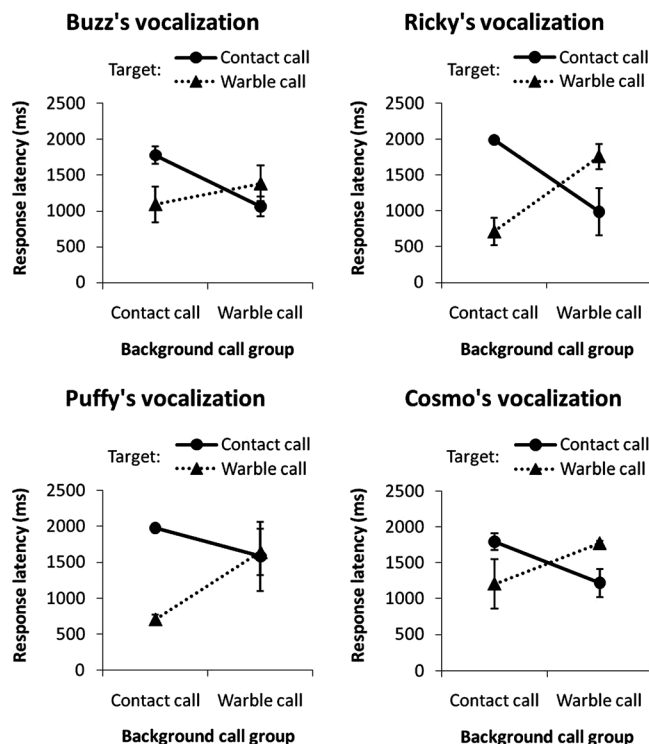 Buzz's vocalization
Target: Contact call
Warble call
Response latency (ms)
2500
2000
1500
1000
500
0
Contact call Warble call
Background call group
Ricky's vocalization
Target: Contact call
Warble call
Response latency (ms)
2500
2000
1500
1000
500
0
Contact call Warble call
Background call group
Puffy's vocalization
Target: Contact call
Warble call
Response latency (ms)
2500
2000
1500
1000
500
0
Contact call Warble call
Background call group
Cosmo's vocalization
Target: Contact call
Warble call
Response latency (ms)
2500
2000
1500
1000
500
0
Contact call Warble call
Background call group